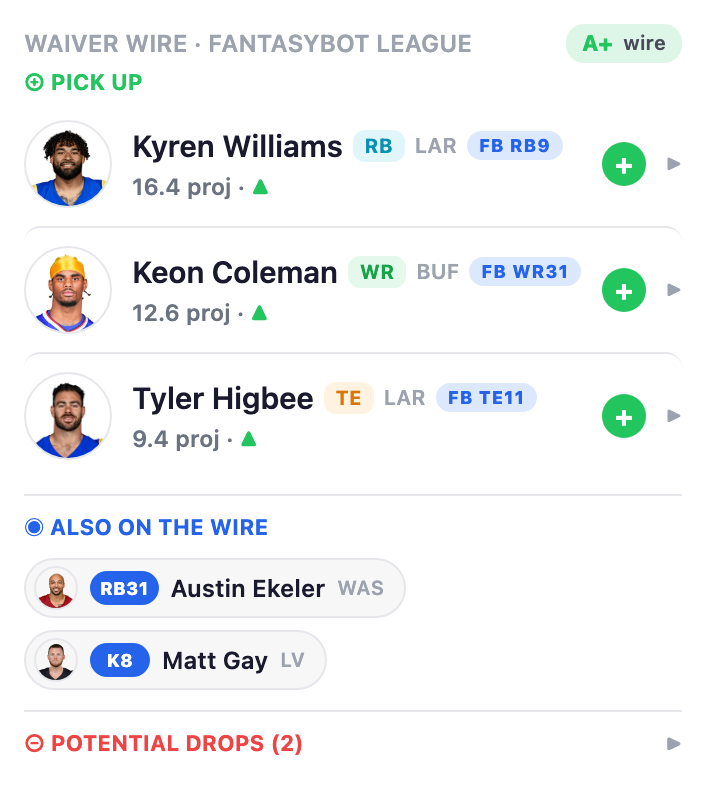 WAIVER WIRE · FANTASYBOT LEAGUE A+ wire
PICK UP
Kyren Williams RB LAR FB RB9
16.4 proj ·
Keon Coleman WR BUF FB WR31
12.6 proj ·
Tyler Higbee TE LAR FB TE11
9.4 proj ·
ALSO ON THE WIRE
RB31 Austin Ekeler WAS
K8 Matt Gay LV
POTENTIAL DROPS (2)